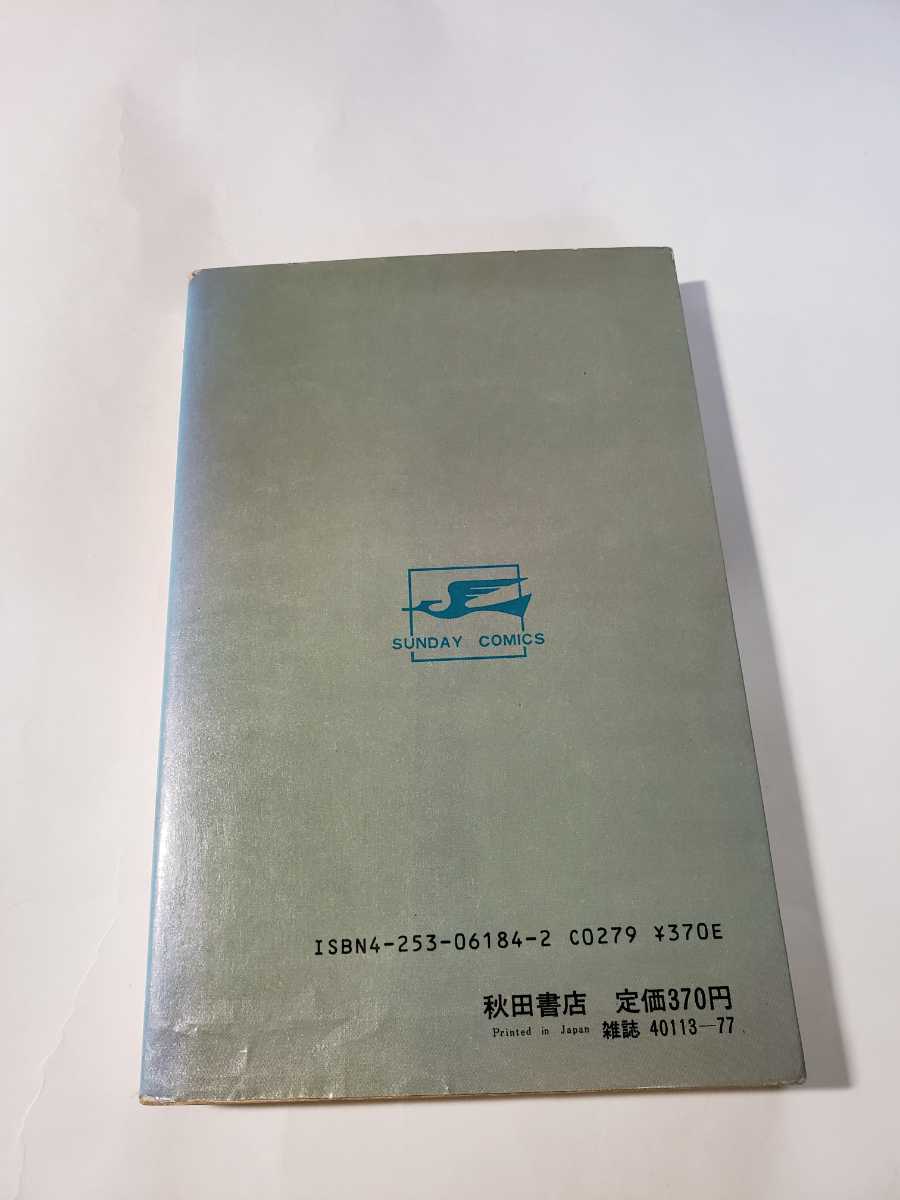 SUNDAY COMICS
ISBN4-253-06184-2 C0279 ¥370E
秋田書店 定価370円
Printed in Japan 雑誌 40113-77